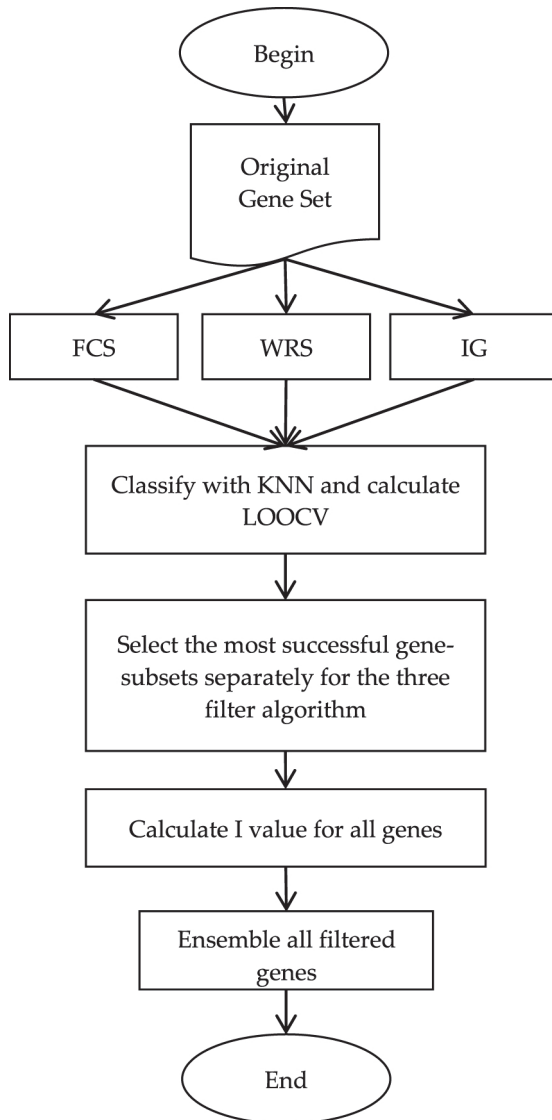 Begin
Original
Gene Set
FCS
WRS
IG
Classify with KNN and calculate
LOOCV
Select the most successful gene-
subsets separately for the three
filter algorithm
Calculate I value for all genes
Ensemble all filtered
genes
End